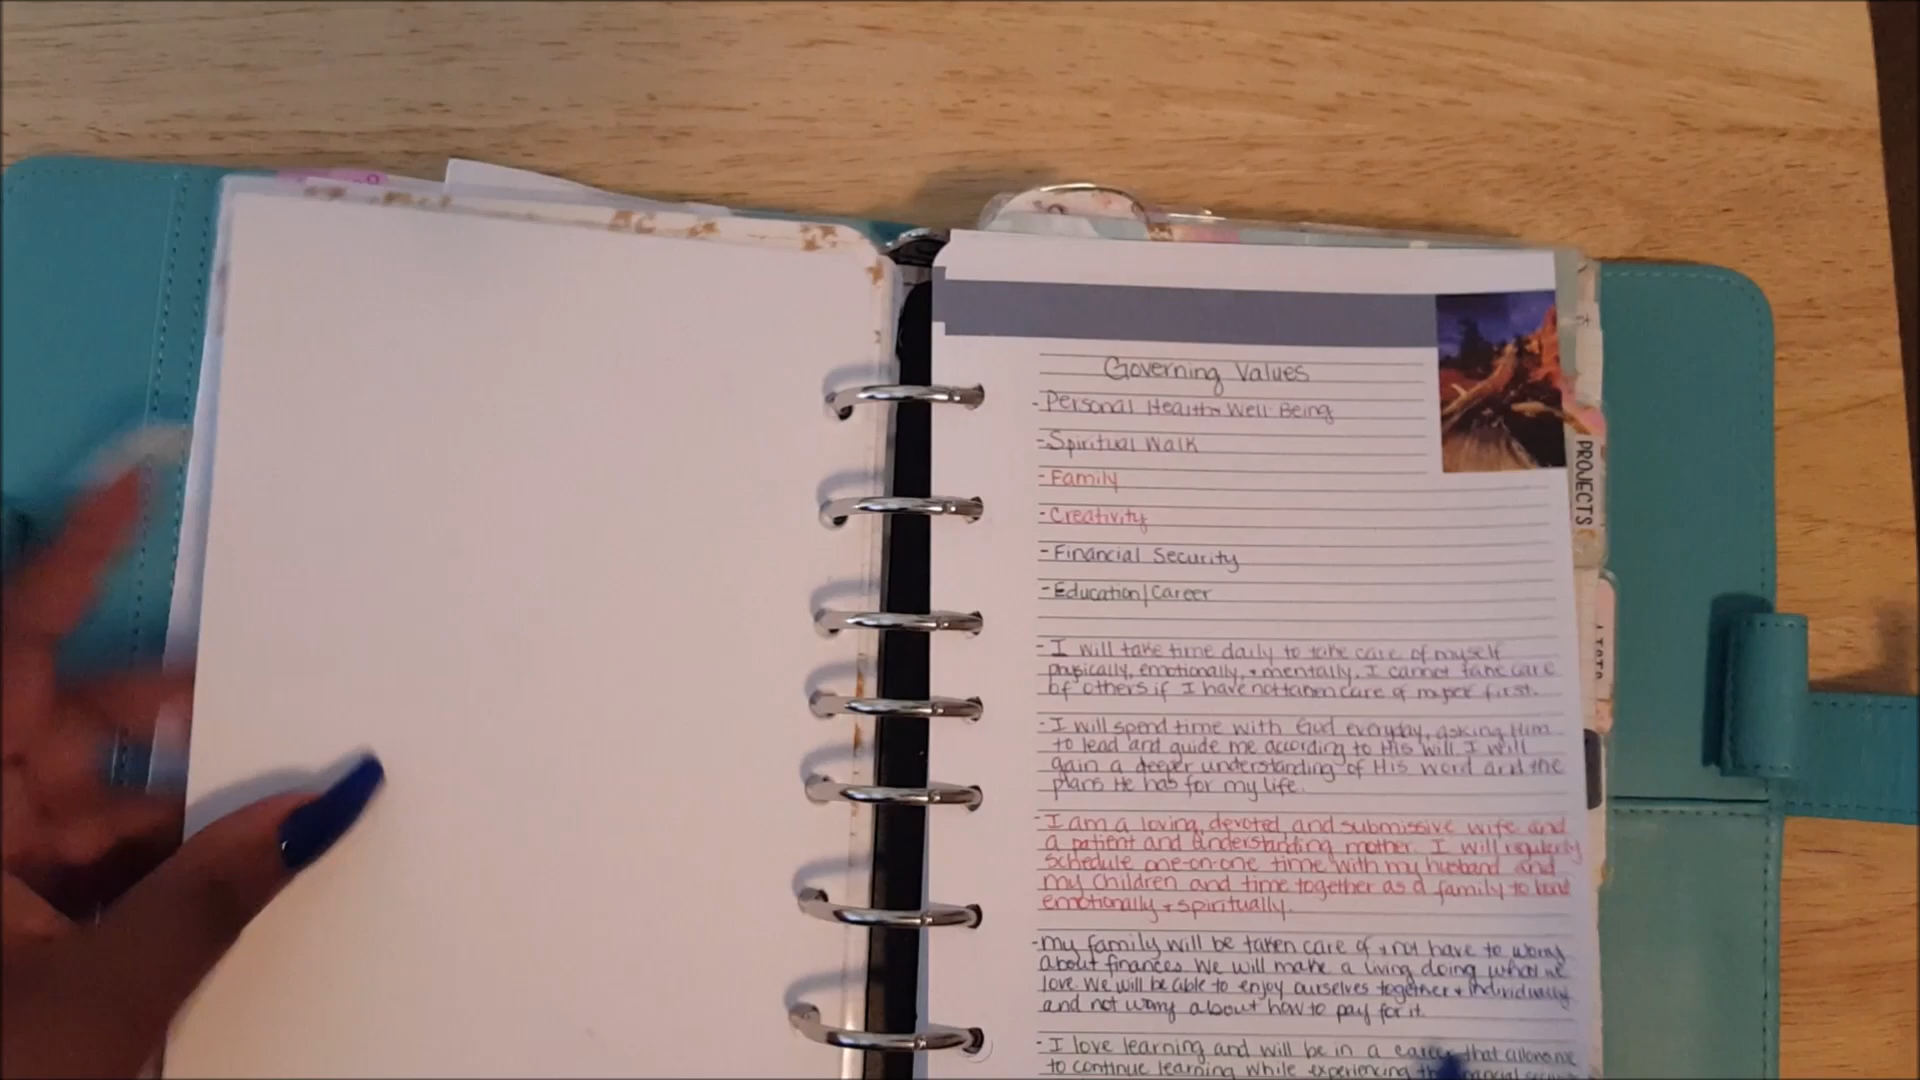 Governing Values
- Personal Health + Well-Being
- Spiritual Walk
- Family
- Creativity
- Financial Security
- Education/Career
- I will take time daily to take care of myself
physically, emotionally, + mentally. I cannot take care
of others if I have not taken care of myself first.
- I will spend time with God everyday, asking Him
to lead and guide me according to His will. I will
gain a deeper understanding of His word and the
plans He has for my life.
- I am a loving, devoted, and submissive wife and
a patient and understanding mother. I will regularly
schedule one-on-one time with my husband and
my children and time together as a family to bond
emotionally + spiritually.
- My family will be taken care of + not have to worry
about finances. We will make a living doing what we
love. We will be able to enjoy ourselves together + individually
and not worry about how to pay for it.
- I love learning and will be in a career that allows me
to continue learning while experiencing
PROJECTS